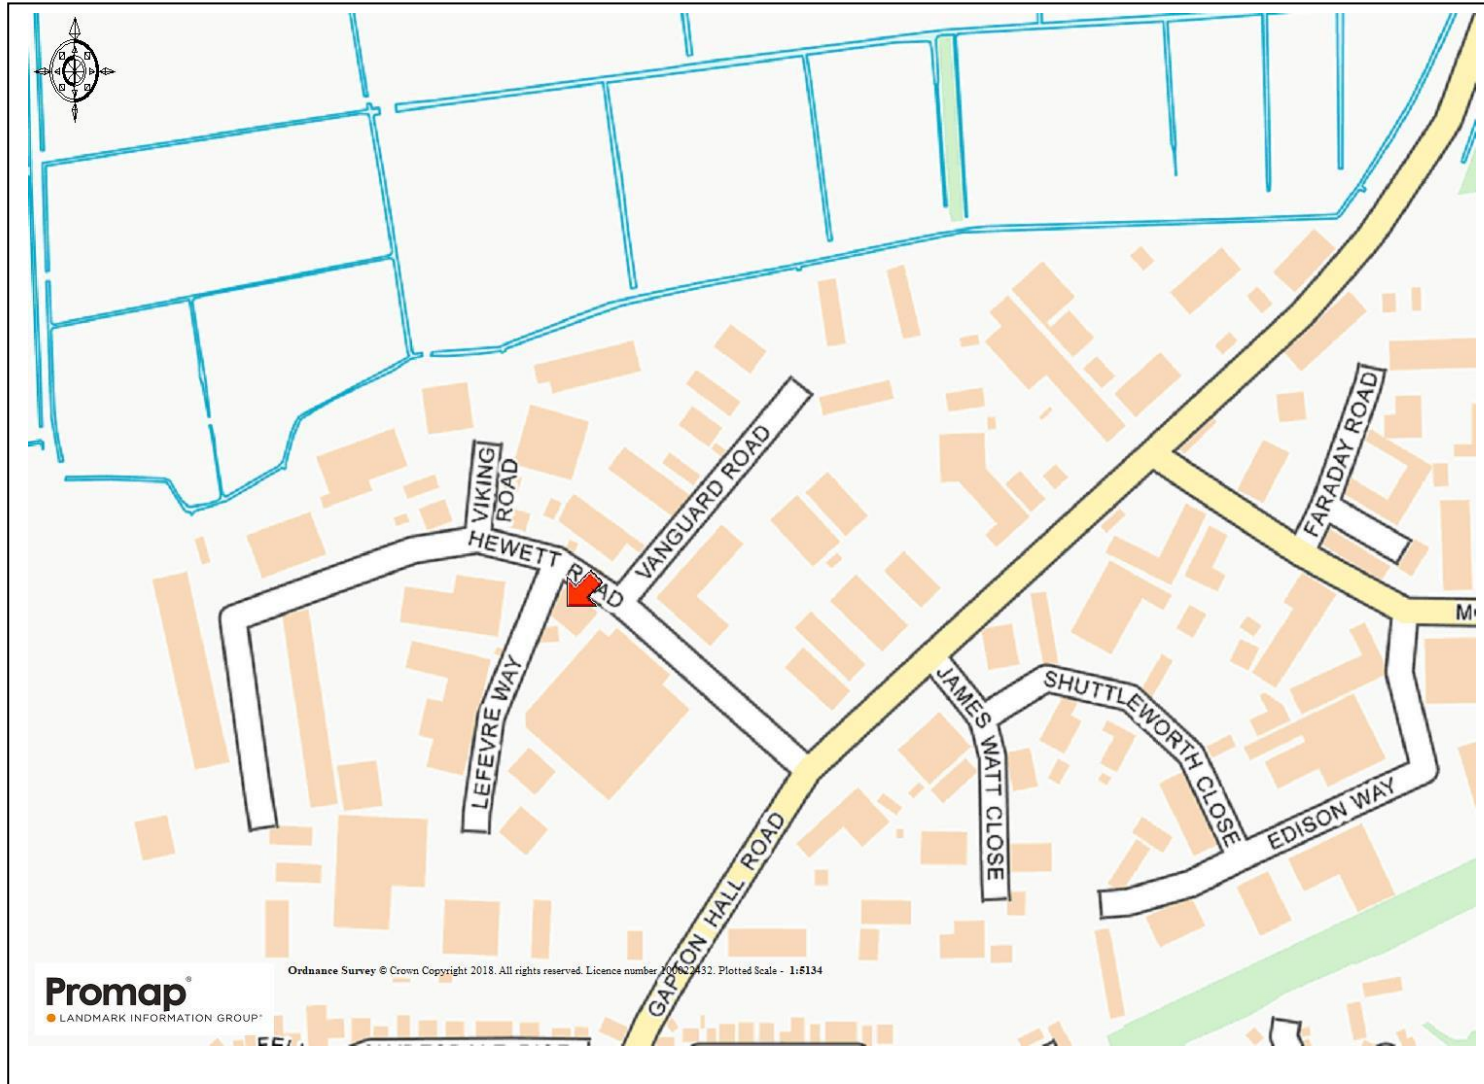 FARADAY ROAD
VIKING
ROAD
VANGUARD ROAD
HEWETT ROAD
LEFEVRE WAY
JAMES WATT CLOSE
SHUTTLEWORTH CLOSE
EDISON WAY
GAPTON HALL ROAD
Ordnance Survey © Crown Copyright 2018. All rights reserved. Licence number 100022432. Plotted Scale - 1:5134
Promap®
LANDMARK INFORMATION GROUP